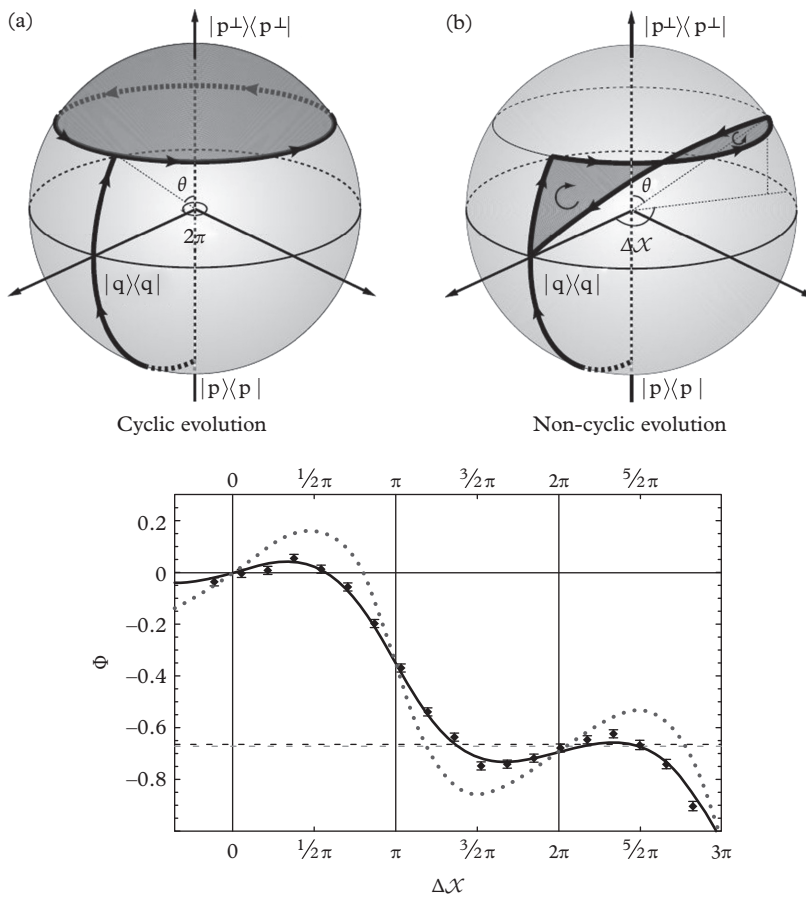 (a)
|p⊥⟩⟨p⊥|
θ
2π
|q⟩⟨q|
|p⟩⟨p|
Cyclic evolution
(b)
|p⊥⟩⟨p⊥|
θ
Δ𝒳
|q⟩⟨q|
|p⟩⟨p|
Non-cyclic evolution
0 1/2π π 3/2π 2π 5/2π
0.2
0
−0.2
−0.4
−0.6
−0.8
Φ
0 1/2π π 3/2π 2π 5/2π 3π
Δ𝒳